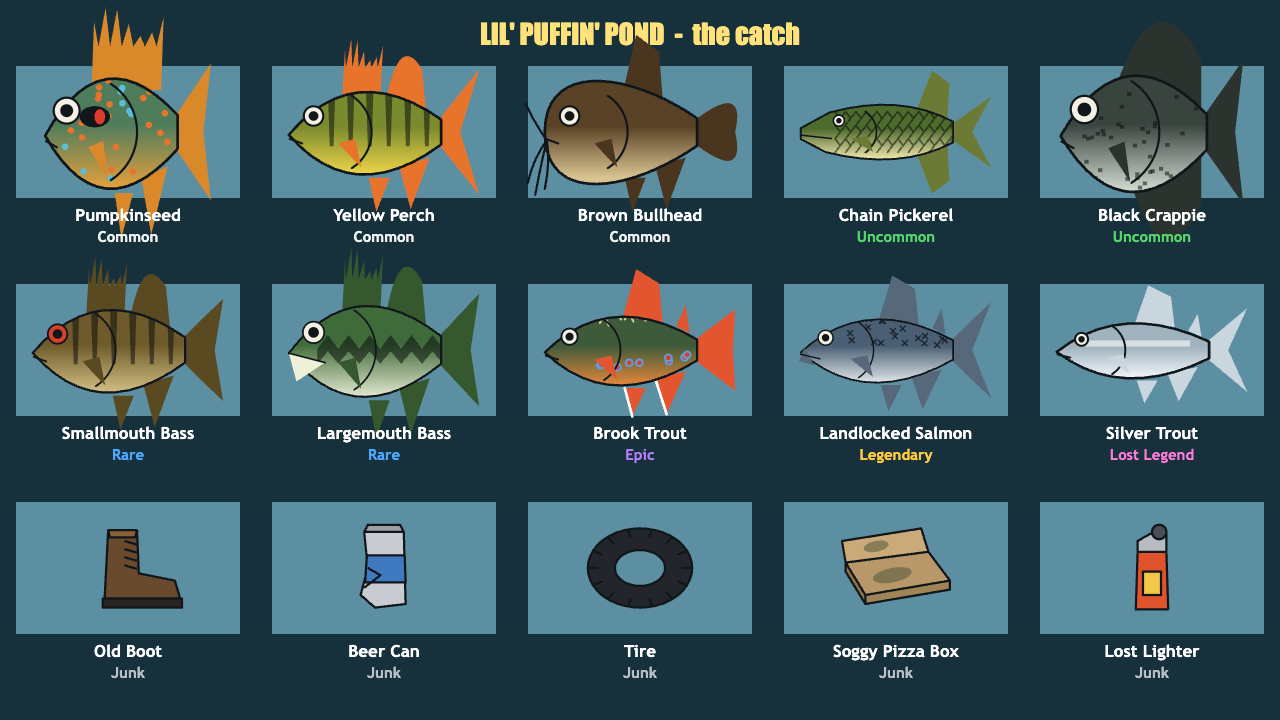 LIL' PUFFIN' POND - the catch
Pumpkinseed
Common
Yellow Perch
Common
Brown Bullhead
Common
Chain Pickerel
Uncommon
Black Crappie
Uncommon
Smallmouth Bass
Rare
Largemouth Bass
Rare
Brook Trout
Epic
Landlocked Salmon
Legendary
Silver Trout
Lost Legend
Old Boot
Junk
Beer Can
Junk
Tire
Junk
Soggy Pizza Box
Junk
Lost Lighter
Junk